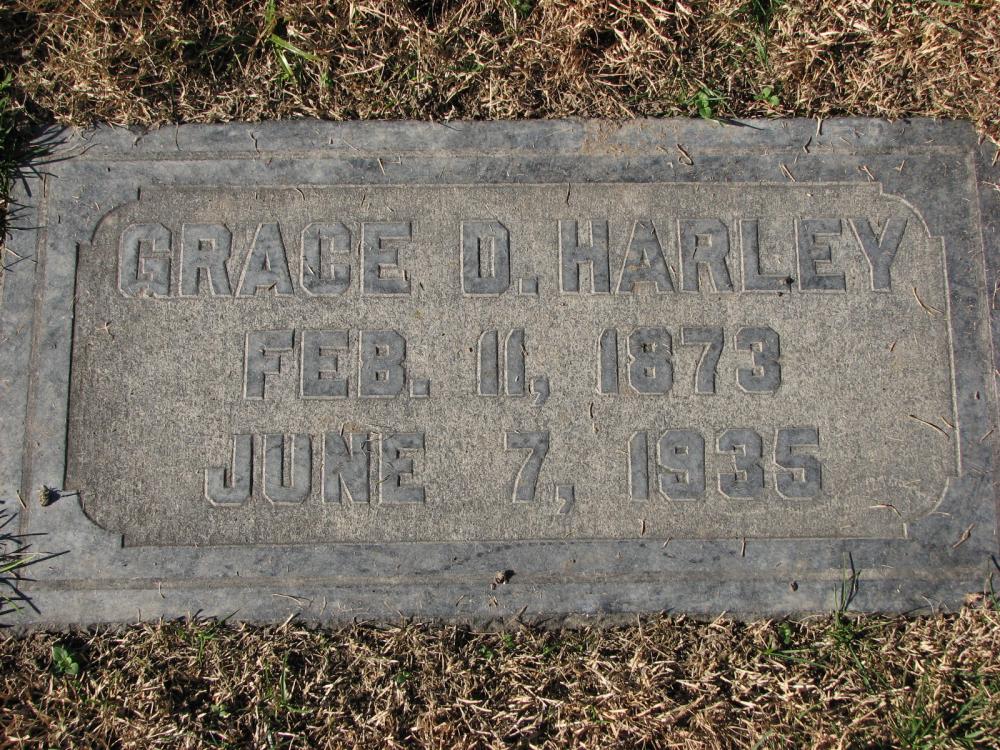 GRACE D. HARLEY
FEB. 11, 1873
JUNE 7, 1935